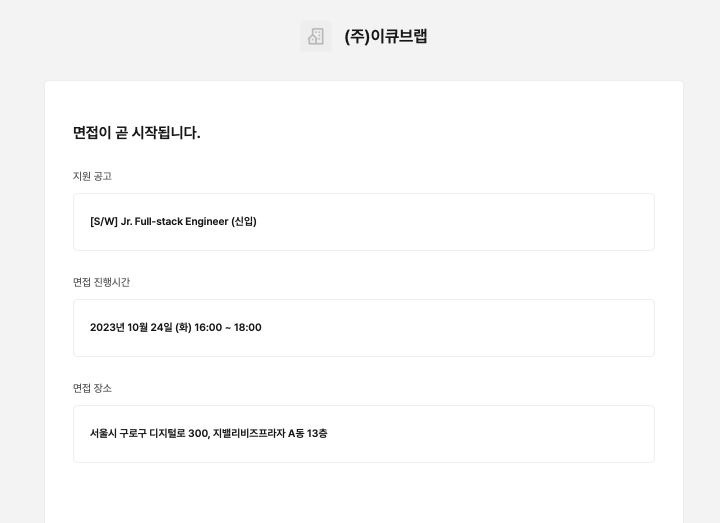 (주)이큐브랩
면접이 곧 시작됩니다.
지원 공고
[S/W] Jr. Full-stack Engineer (신입)
면접 진행시간
2023년 10월 24일 (화) 16:00 ~ 18:00
면접 장소
서울시 구로구 디지털로 300, 지밸리비즈프라자 A동 13층